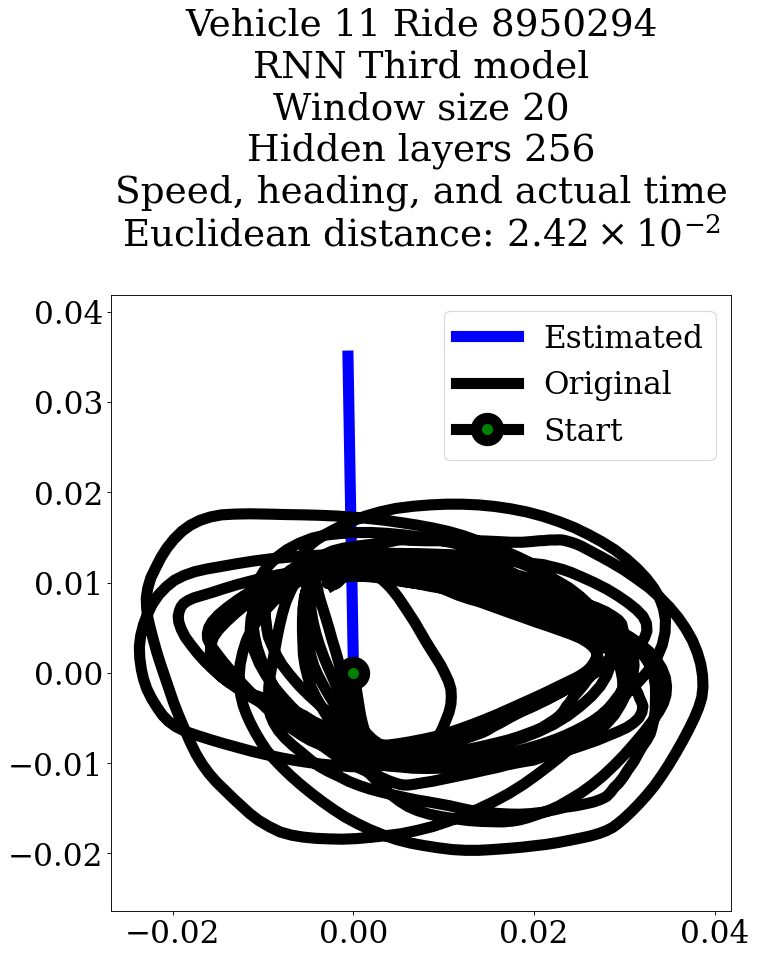 Vehicle 11 Ride 8950294
RNN Third model
Window size 20
Hidden layers 256
Speed, heading, and actual time
Euclidean distance: 2.42 × 10⁻²
Estimated
Original
Start
0.04
0.03
0.02
0.01
0.00
−0.01
−0.02
−0.02
0.00
0.02
0.04